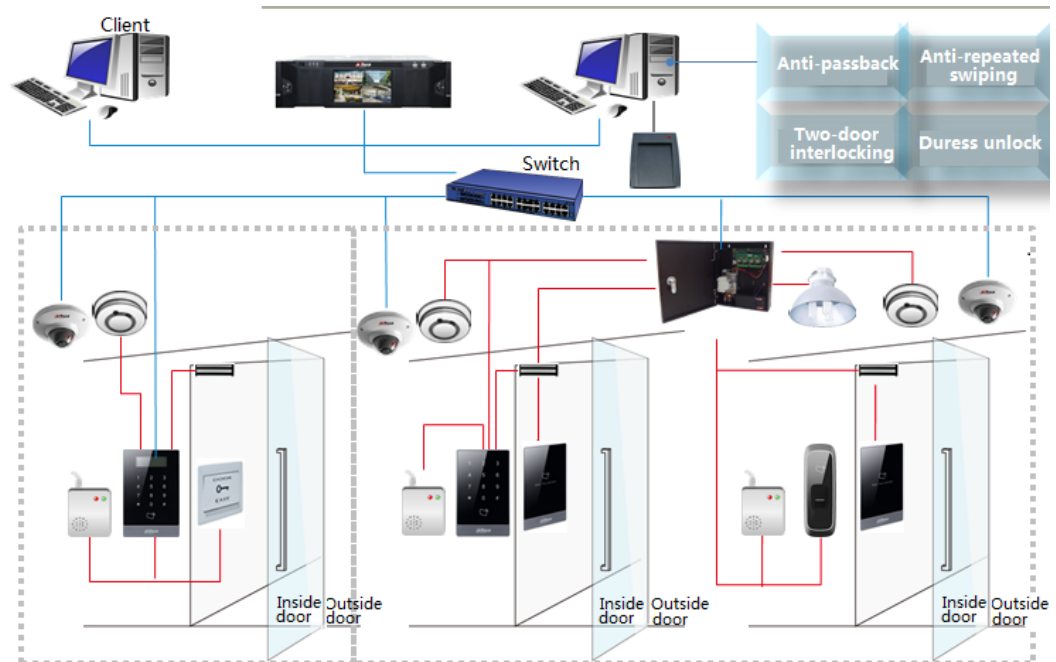 Client
Anti-passback
Anti-repeated
swiping
Two-door
interlocking
Duress unlock
Switch
Inside
door
Outside
door
Inside
door
Outside
door
Inside
door
Outside
door